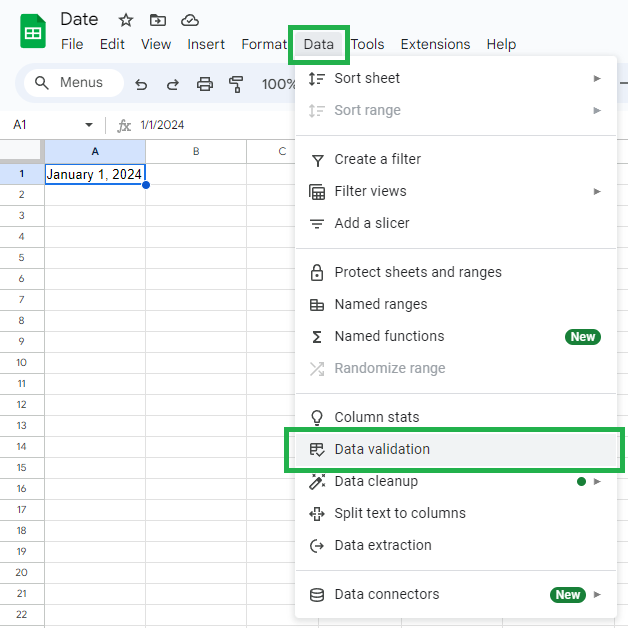 Date
File Edit View Insert Format Data Tools Extensions Help
Menus 100%
A1 fx 1/1/2024
A B C
1 January 1, 2024
2
3
4
5
6
7
8
9
10
11
12
13
14
15
16
17
18
19
20
21
22
Sort sheet
Sort range
Create a filter
Filter views
Add a slicer
Protect sheets and ranges
Named ranges
Named functions New
Randomize range
Column stats
Data validation
Data cleanup
Split text to columns
Data extraction
Data connectors New